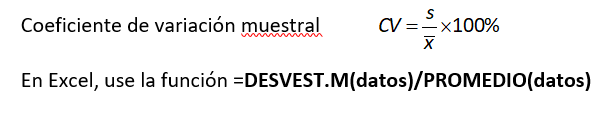 Coeficiente de variación muestral CV = s/x̅ ×100%
En Excel, use la función =DESVEST.M(datos)/PROMEDIO(datos)